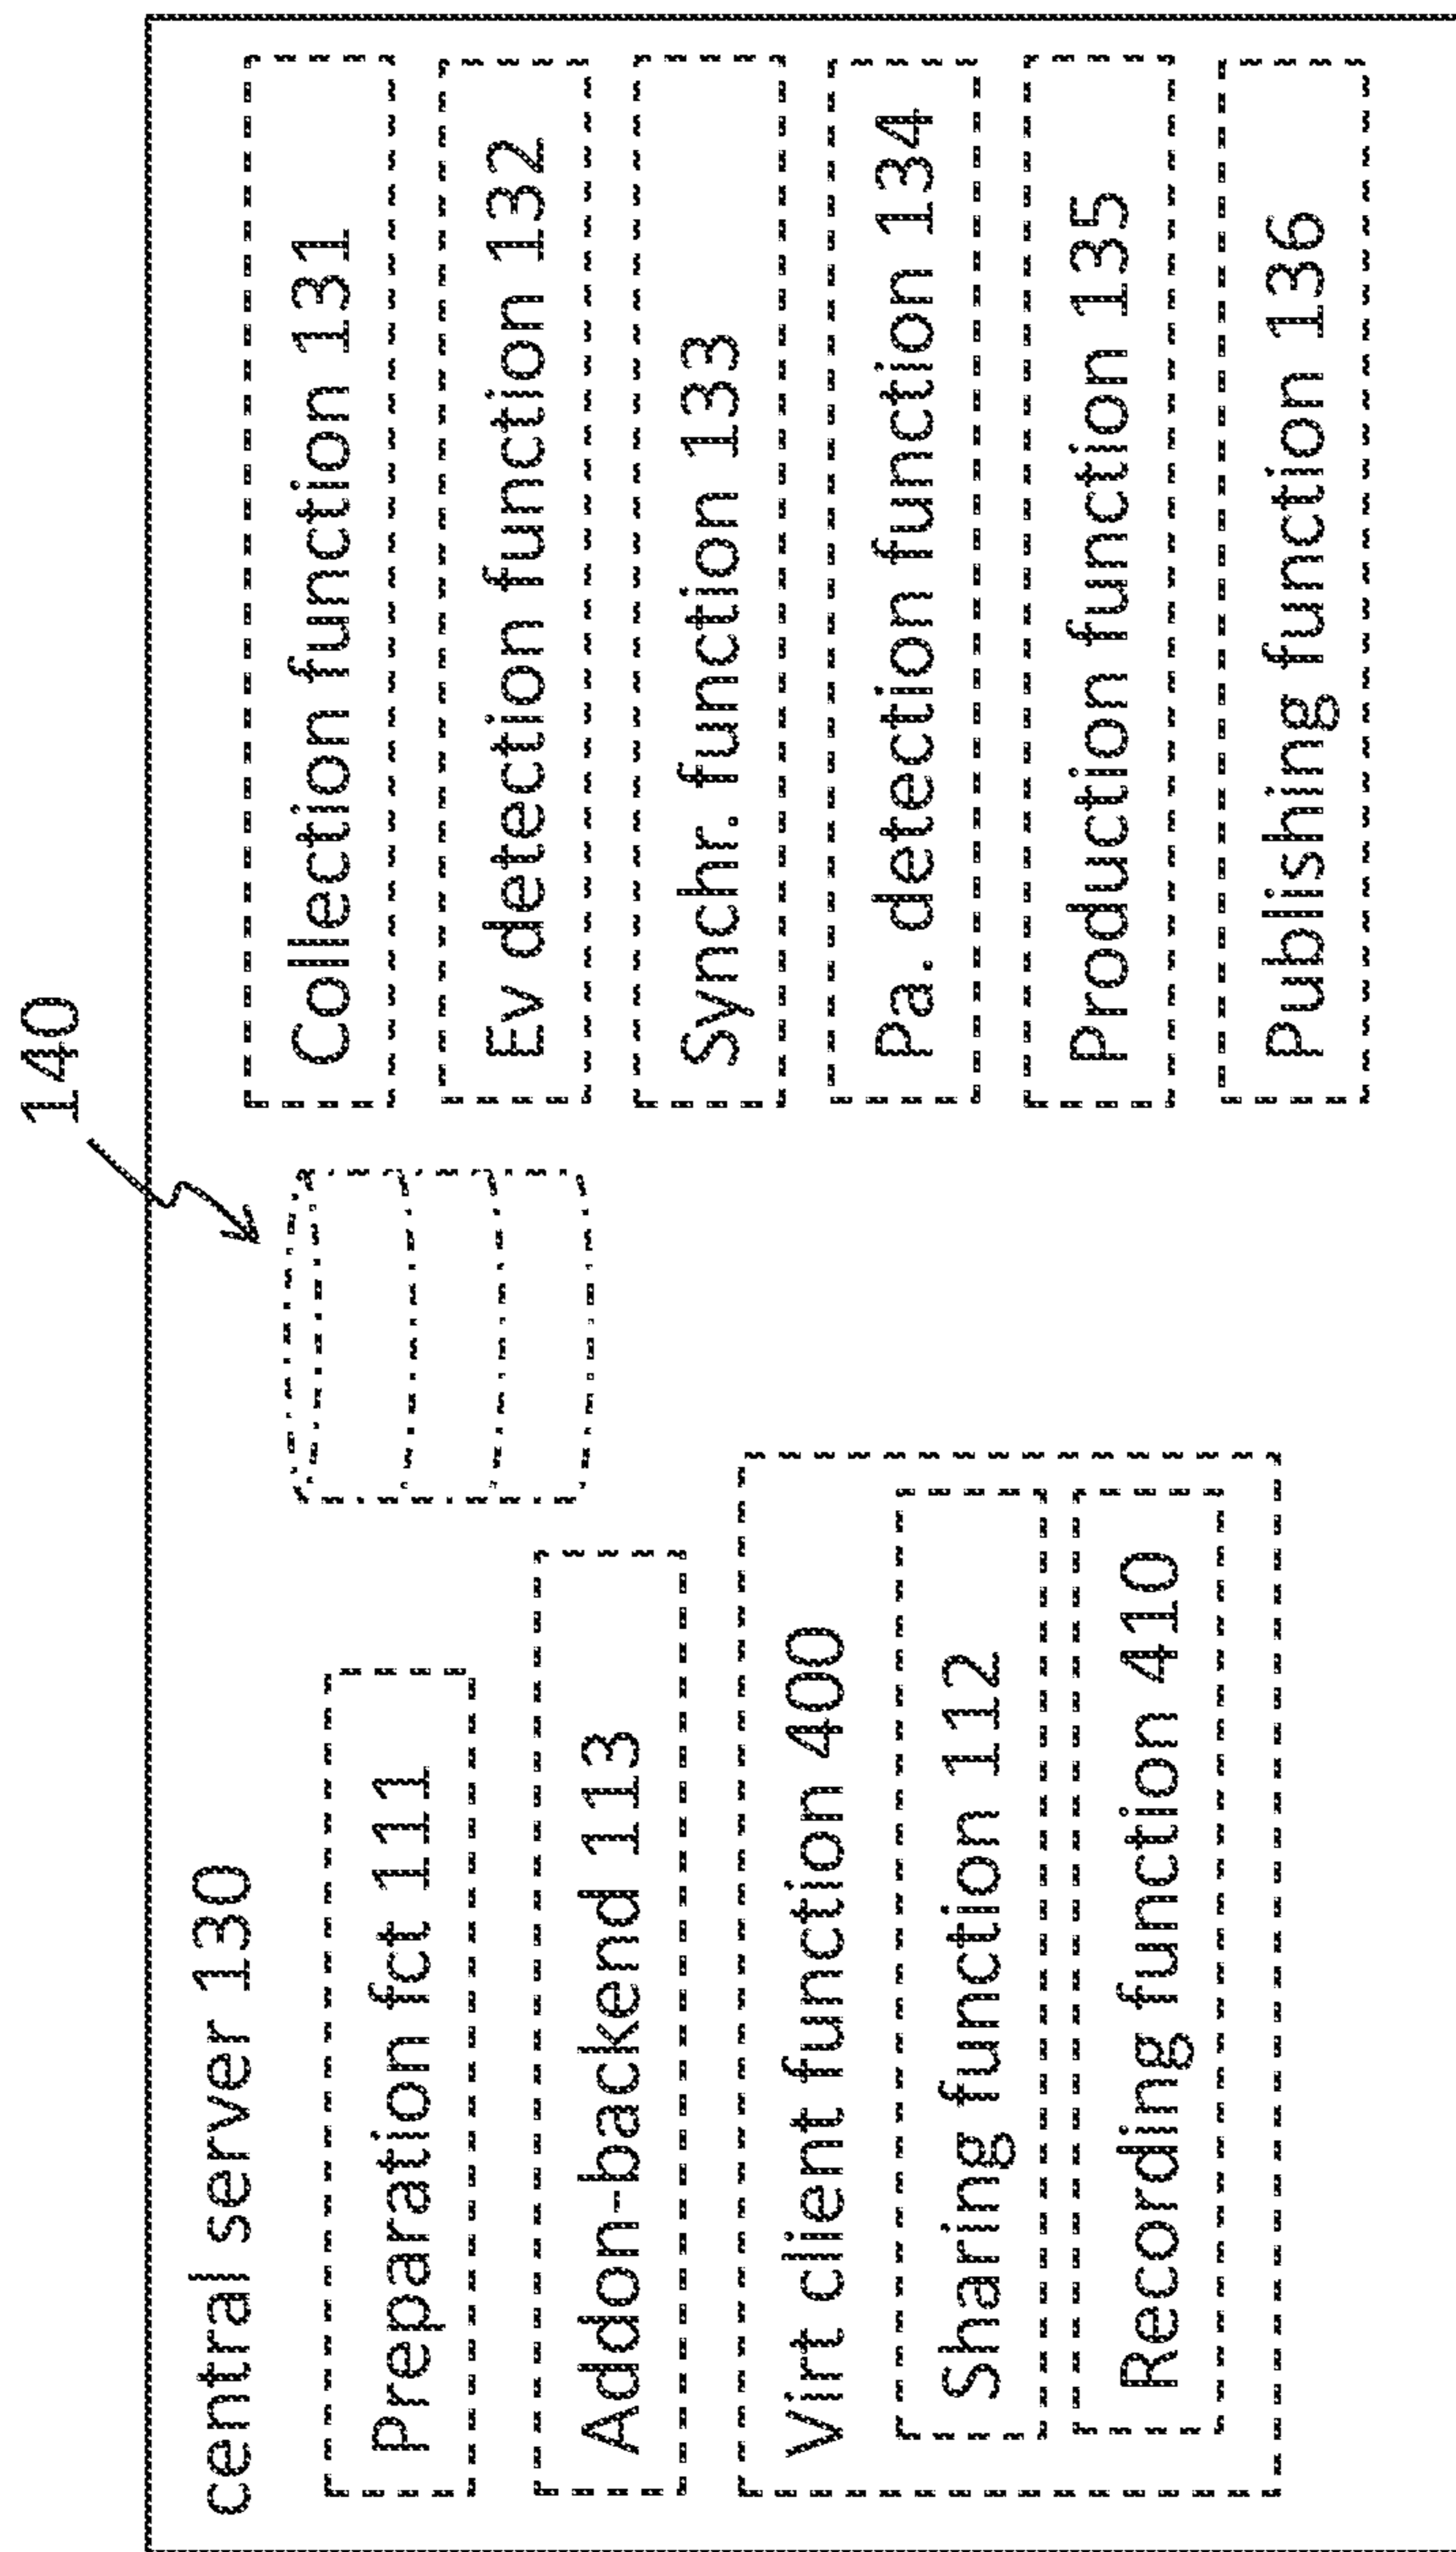 140
central server 130
Preparation fct 111
Addon-backend 113
Virt client function 400
Sharing function 112
Recording function 410
Collection function 131
Ev detection function 132
Synchr. function 133
Pa. detection function 134
Production function 135
Publishing function 136